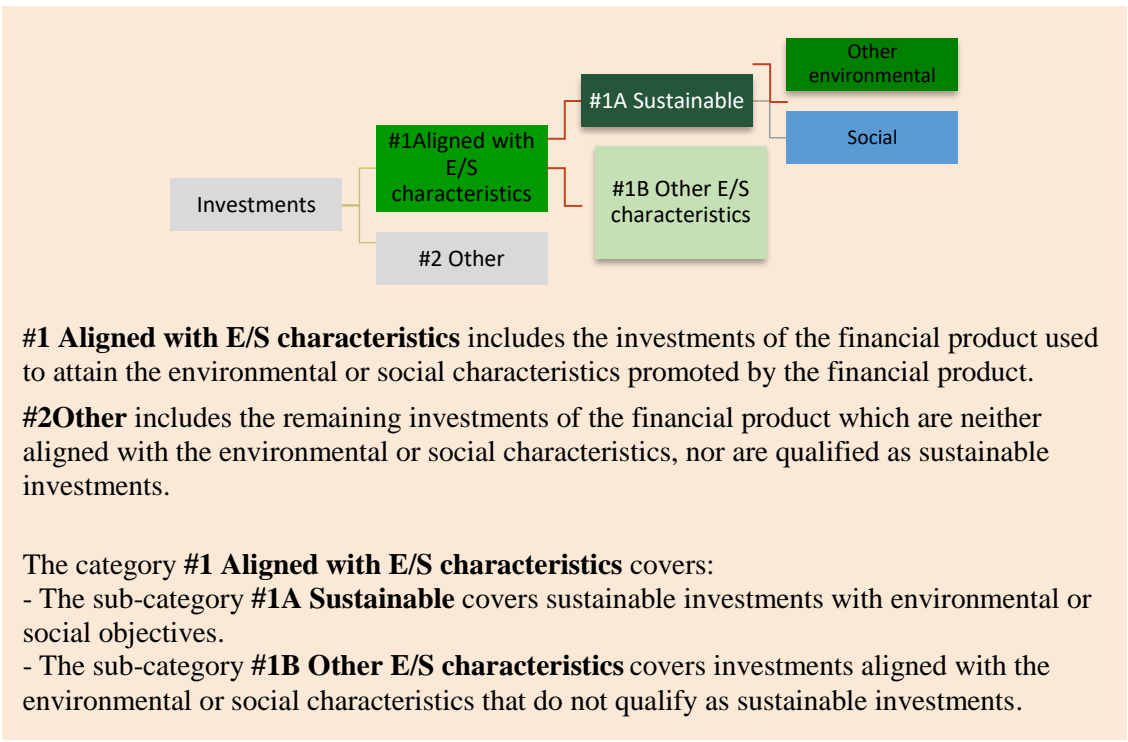 Other
environmental
#1A Sustainable
Social
#1Aligned with
E/S
characteristics
#1B Other E/S
characteristics
Investments
#2 Other
#1 Aligned with E/S characteristics includes the investments of the financial product used
to attain the environmental or social characteristics promoted by the financial product.
#2Other includes the remaining investments of the financial product which are neither
aligned with the environmental or social characteristics, nor are qualified as sustainable
investments.
The category #1 Aligned with E/S characteristics covers:
- The sub-category #1A Sustainable covers sustainable investments with environmental or
social objectives.
- The sub-category #1B Other E/S characteristics covers investments aligned with the
environmental or social characteristics that do not qualify as sustainable investments.